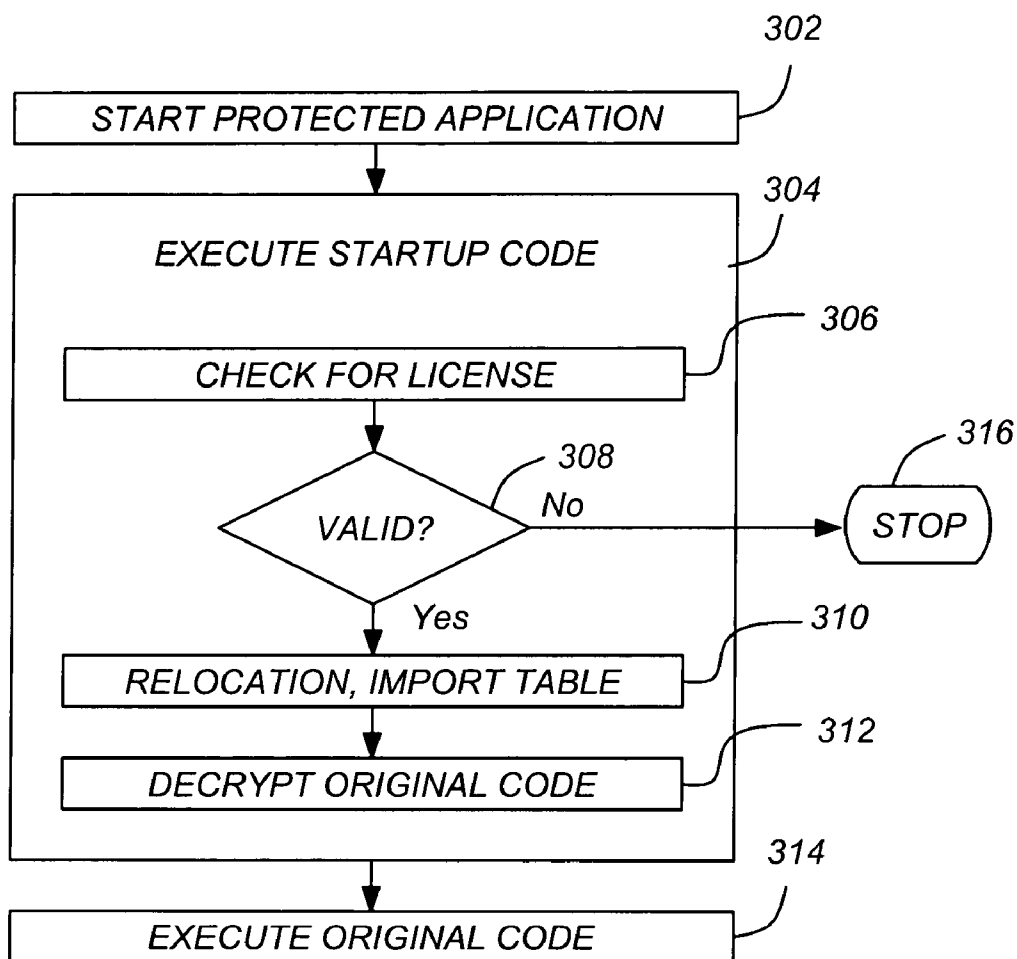 302
START PROTECTED APPLICATION
304
EXECUTE STARTUP CODE
306
CHECK FOR LICENSE
316
308
No
VALID?
STOP
Yes
310
RELOCATION, IMPORT TABLE
312
DECRYPT ORIGINAL CODE
314
EXECUTE ORIGINAL CODE